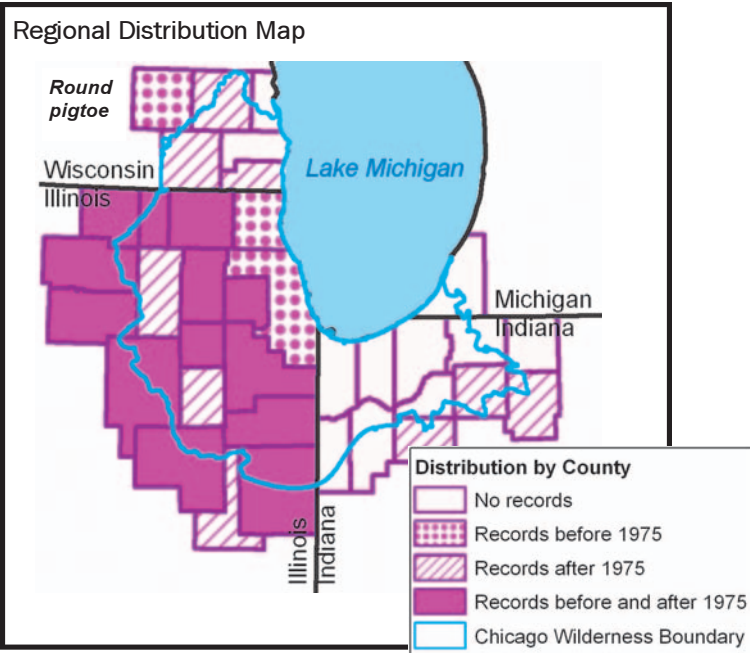 Regional Distribution Map
Round
pigtoe
Lake Michigan
Wisconsin
Illinois
Michigan
Indiana
Illinois
Indiana
Distribution by County
No records
Records before 1975
Records after 1975
Records before and after 1975
Chicago Wilderness Boundary